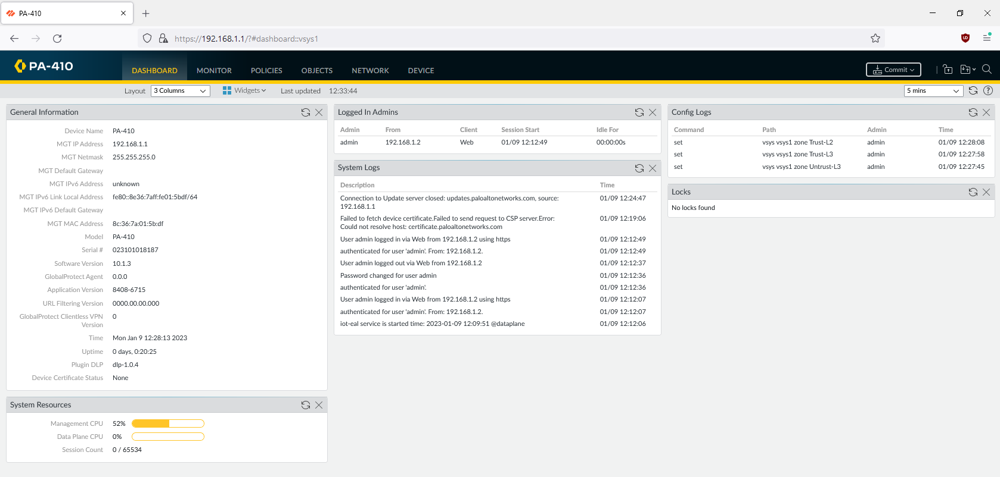 PA-410
https://192.168.1.1/?#dashboard::vsys1
PA-410
DASHBOARD
MONITOR
POLICIES
OBJECTS
NETWORK
DEVICE
Commit
Layout
3 Columns
Widgets
Last updated 12:33:44
5 mins
General Information
Device Name PA-410
MGT IP Address 192.168.1.1
MGT Netmask 255.255.255.0
MGT Default Gateway
MGT IPv6 Address unknown
MGT IPv6 Link Local Address fe80::8e36:7aff:fe01:5bdf/64
MGT IPv6 Default Gateway
MGT MAC Address 8c:36:7a:01:5b:df
Model PA-410
Serial # 023101018187
Software Version 10.1.3
GlobalProtect Agent 0.0.0
Application Version 8408-6715
URL Filtering Version 0000.00.00.000
GlobalProtect Clientless VPN 0
Version
Time Mon Jan 9 12:28:13 2023
Uptime 0 days, 0:20:25
Plugin DLP dlp-1.0.4
Device Certificate Status None
System Resources
Management CPU 52%
Data Plane CPU 0%
Session Count 0 / 65534
Logged In Admins
Admin From Client Session Start Idle For
admin 192.168.1.2 Web 01/09 12:12:49 00:00:00s
System Logs
Description Time
Connection to Update server closed: updates.paloaltonetworks.com, source: 01/09 12:24:47
192.168.1.1
Failed to fetch device certificate.Failed to send request to CSP server.Error: 01/09 12:19:06
Could not resolve host: certificate.paloaltonetworks.com
User admin logged in via Web from 192.168.1.2 using https 01/09 12:12:49
authenticated for user 'admin'. From: 192.168.1.2. 01/09 12:12:49
User admin logged out via Web from 192.168.1.2 01/09 12:12:37
Password changed for user admin 01/09 12:12:36
authenticated for user 'admin'. 01/09 12:12:36
User admin logged in via Web from 192.168.1.2 using https 01/09 12:12:07
authenticated for user 'admin'. From: 192.168.1.2. 01/09 12:12:07
iot-eal service is started time: 2023-01-09 12:09:51 @dataplane 01/09 12:12:06
Config Logs
Command Path Admin Time
set vsys vsys1 zone Trust-L2 admin 01/09 12:28:08
set vsys vsys1 zone Trust-L3 admin 01/09 12:27:58
set vsys vsys1 zone Untrust-L3 admin 01/09 12:27:45
Locks
No locks found